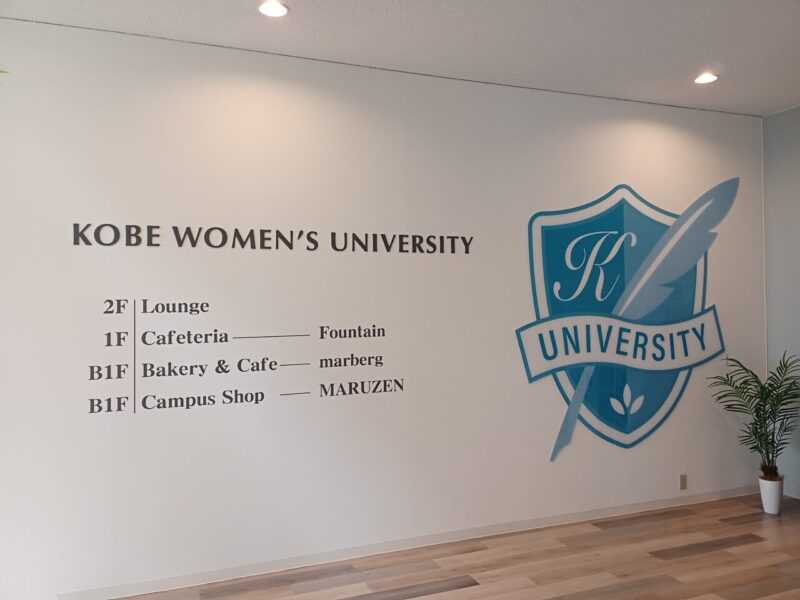 KOBE WOMEN'S UNIVERSITY
2F Lounge
1F Cafeteria Fountain
B1F Bakery & Cafe marberg
B1F Campus Shop MARUZEN
K
UNIVERSITY